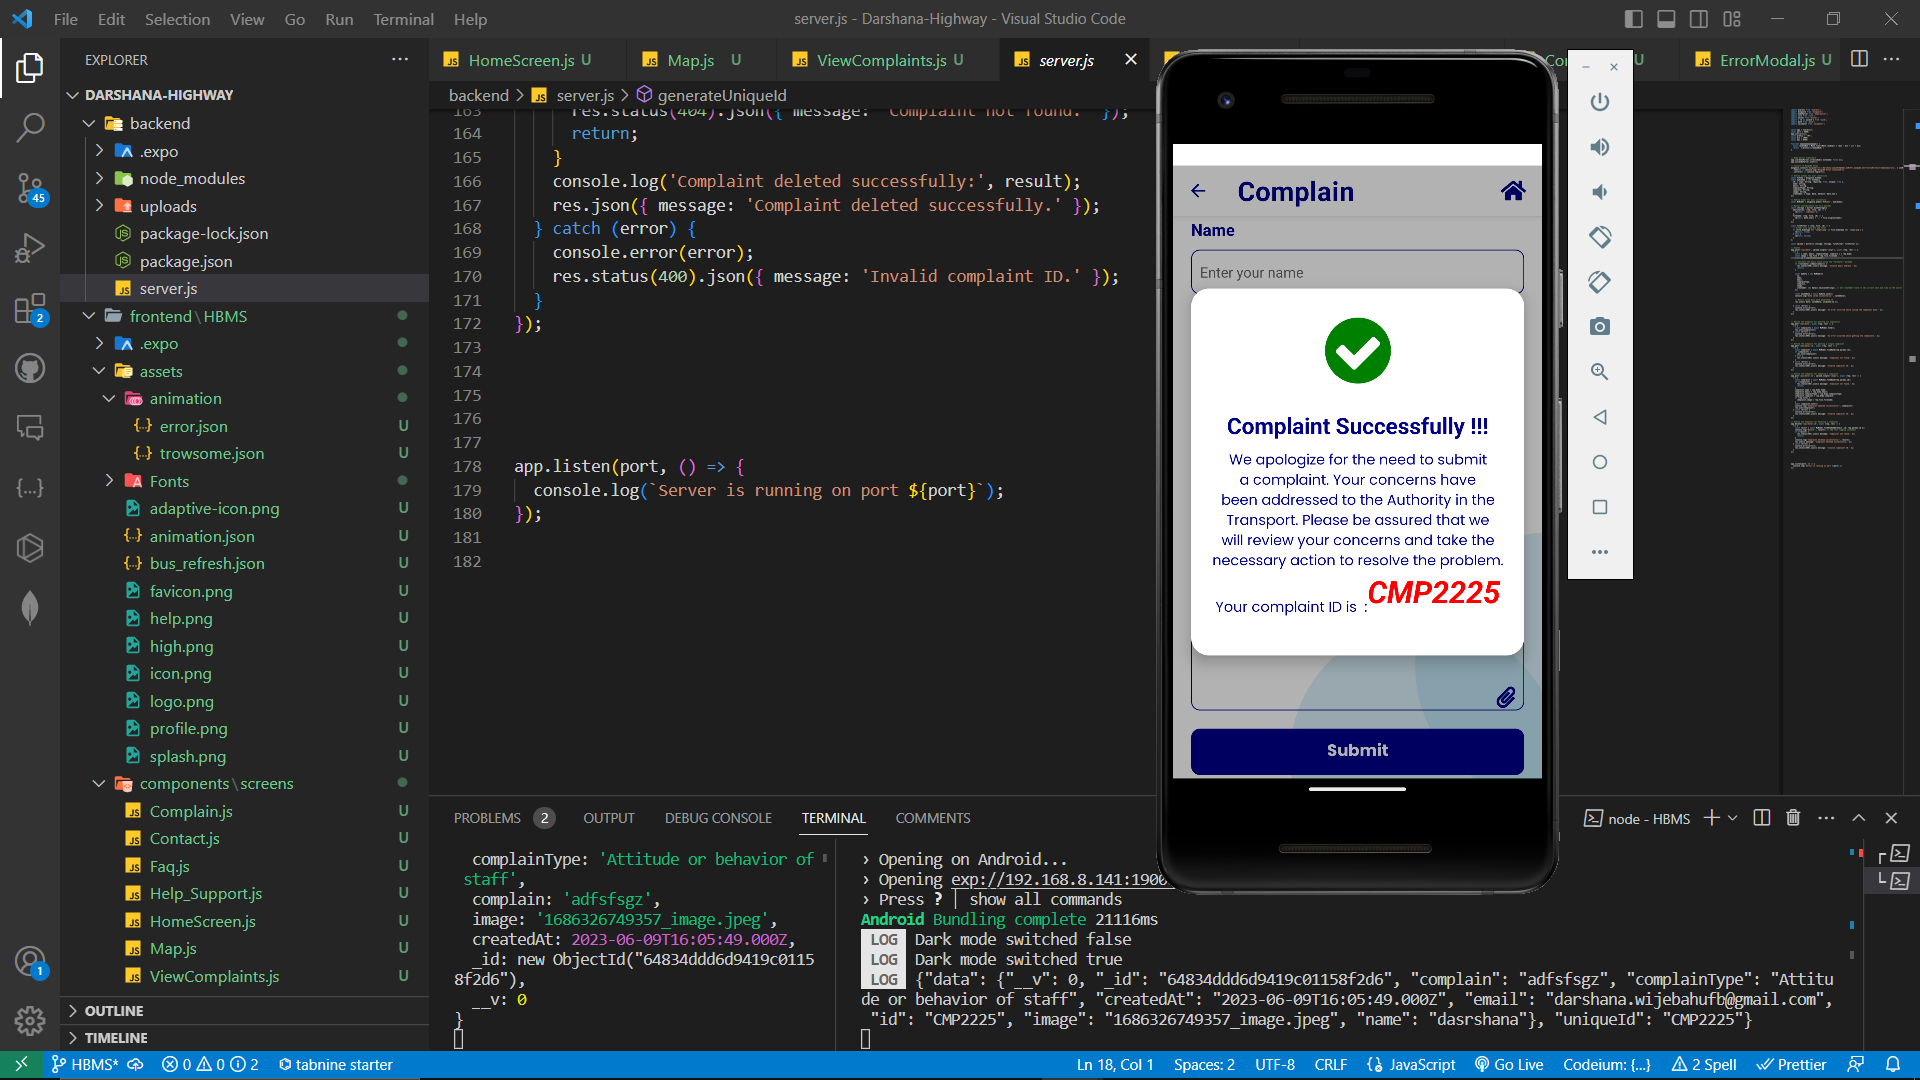 File Edit Selection View Go Run Terminal Help
server.js - Darshana-Highway - Visual Studio Code
EXPLORER
DARSHANA-HIGHWAY
backend
.expo
node_modules
uploads
package-lock.json
package.json
server.js
frontend \ HBMS
.expo
assets
animation
error.json U
trowsome.json U
Fonts
adaptive-icon.png U
animation.json U
bus_refresh.json U
favicon.png U
help.png U
high.png U
icon.png U
logo.png U
profile.png U
splash.png U
components \ screens
Complain.js U
Contact.js U
Faq.js U
Help_Support.js U
HomeScreen.js U
Map.js U
ViewComplaints.js U
OUTLINE
TIMELINE
45
2
1
HomeScreen.js U Map.js U ViewComplaints.js U server.js Co U ErrorModal.js U
backend > server.js > generateUniqueId
163 res.status(404).json({ message: 'Complaint not found.' });
164 return;
165 }
166 console.log('Complaint deleted successfully:', result);
167 res.json({ message: 'Complaint deleted successfully.' });
168 } catch (error) {
169 console.error(error);
170 res.status(400).json({ message: 'Invalid complaint ID.' });
171 }
172 });
173
174
175
176
177
178 app.listen(port, () => {
179 console.log(`Server is running on port ${port}`);
180 });
181
182
Complain
Name
Enter your name
Complaint Successfully !!!
We apologize for the need to submit
a complaint. Your concerns have
been addressed to the Authority in the
Transport. Please be assured that we
will review your concerns and take the
necessary action to resolve the problem.
Your complaint ID is : CMP2225
Submit
PROBLEMS 2 OUTPUT DEBUG CONSOLE TERMINAL COMMENTS
node - HBMS
complainType: 'Attitude or behavior of
staff',
complain: 'adfsfsgz',
image: '1686326749357_image.jpeg',
createdAt: 2023-06-09T16:05:49.000Z,
_id: new ObjectId("64834ddd6d9419c0115
8f2d6"),
__v: 0
}
› Opening on Android...
› Opening exp://192.168.8.141:1900
› Press ? │ show all commands
Android Bundling complete 21116ms
LOG Dark mode switched false
LOG Dark mode switched true
LOG {"data": {"__v": 0, "_id": "64834ddd6d9419c01158f2d6", "complain": "adfsfsgz", "complainType": "Attitu
de or behavior of staff", "createdAt": "2023-06-09T16:05:49.000Z", "email": "darshana.wijebahufb@gmail.com",
"id": "CMP2225", "image": "1686326749357_image.jpeg", "name": "dasrshana"}, "uniqueId": "CMP2225"}
HBMS* 0 0 2 tabnine starter
Ln 18, Col 1 Spaces: 2 UTF-8 CRLF JavaScript Go Live Codeium: {...} 2 Spell Prettier